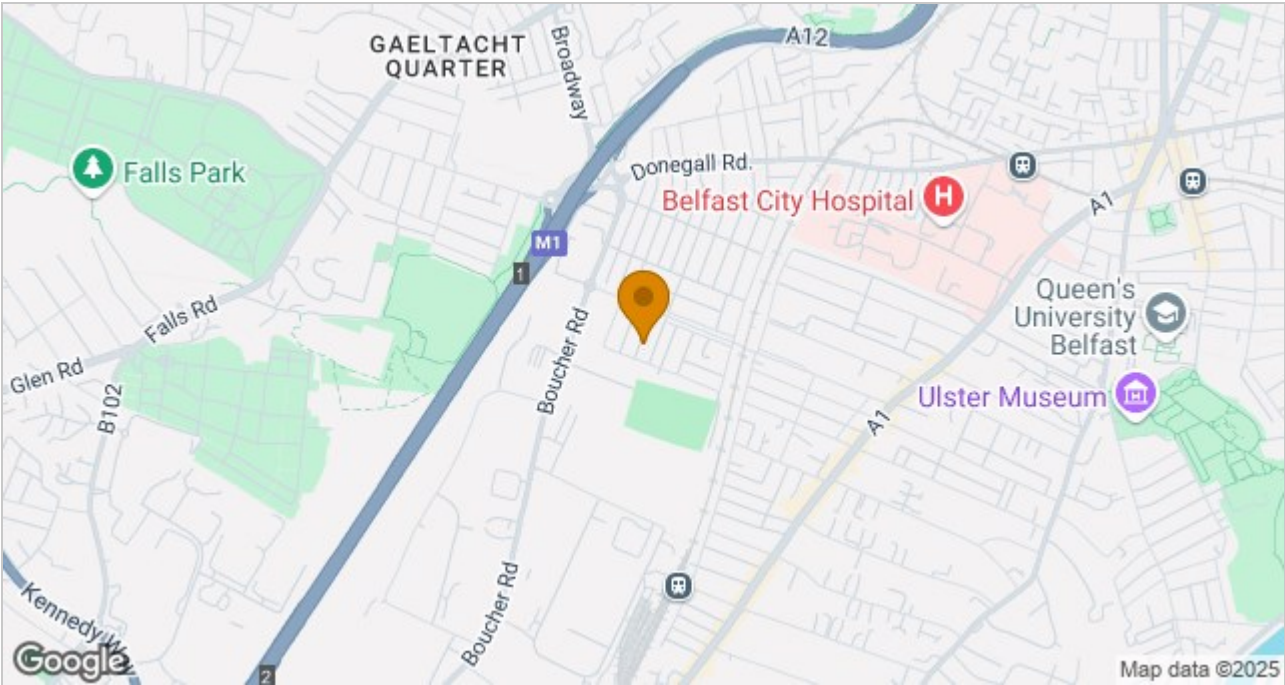 GAELTACHT
QUARTER
Broadway
A12
Falls Park
Donegall Rd.
Belfast City Hospital
H
A1
M1
1
Queen's
University
Belfast
Falls Rd
Boucher Rd
Glen Rd
B102
Ulster Museum
A1
Boucher Rd
Kennedy Way
Google
2
Map data ©2025